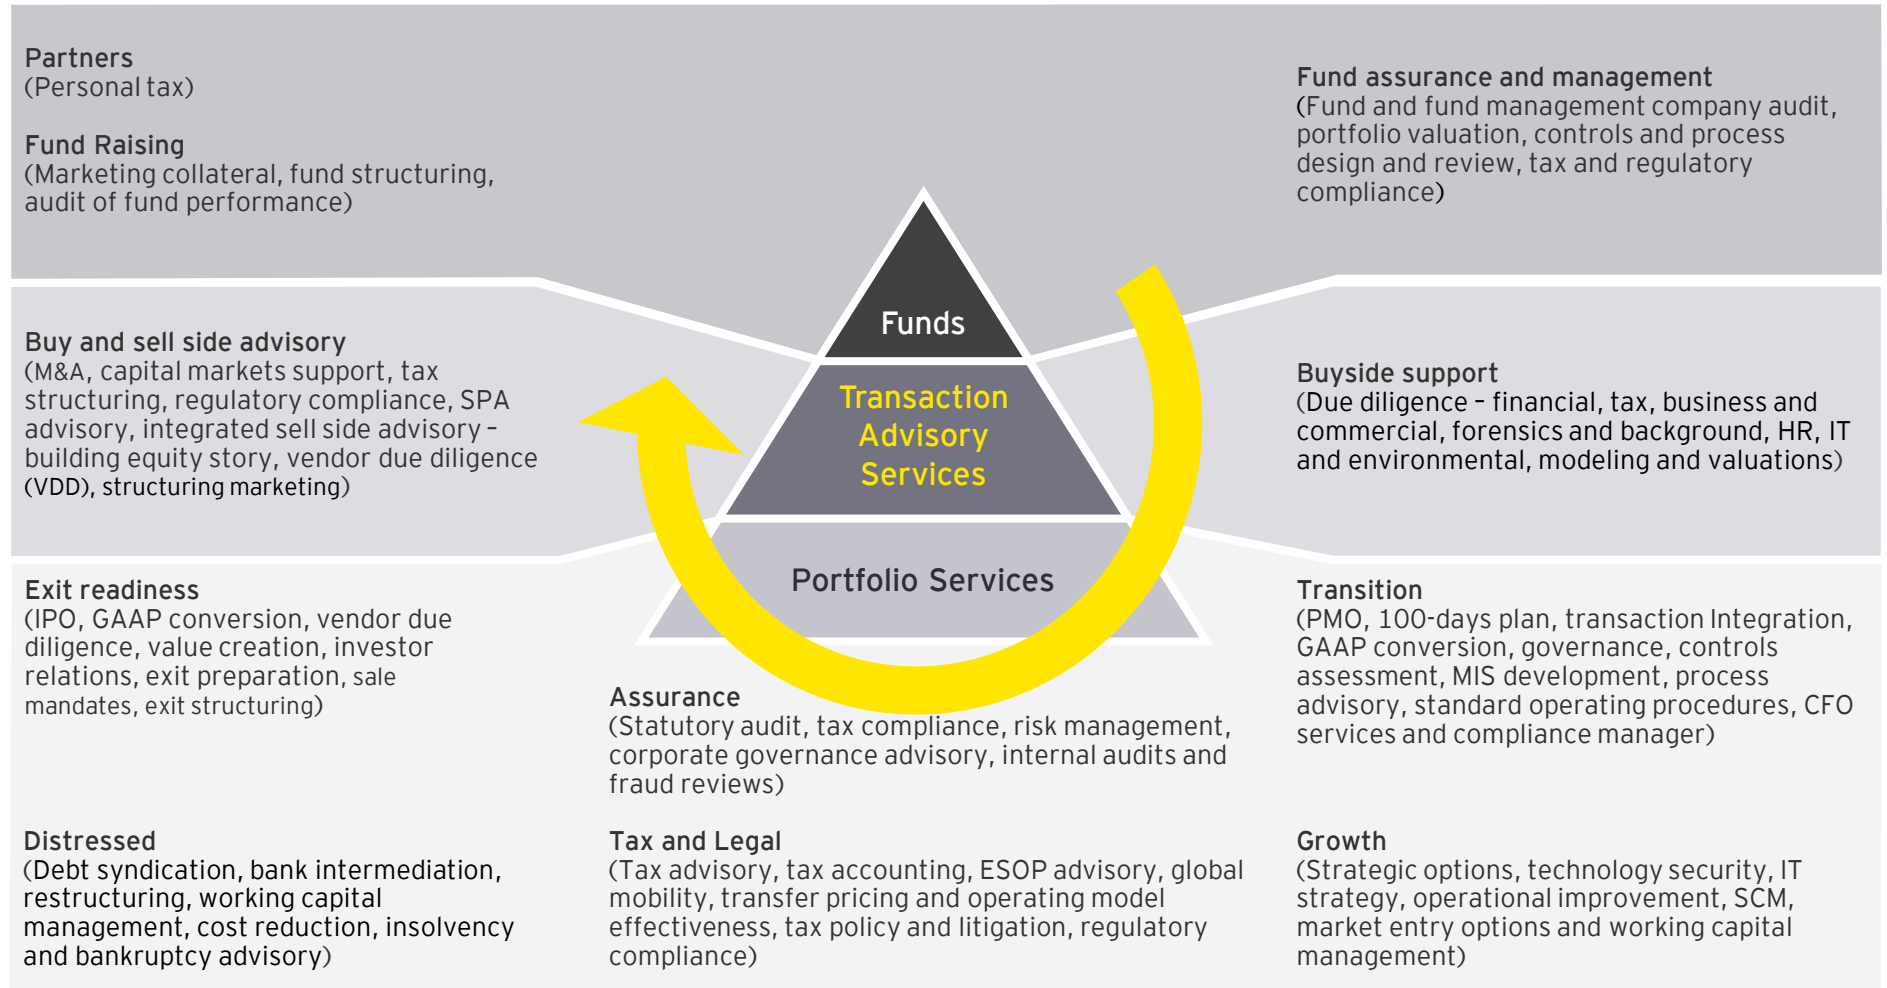 Partners
(Personal tax)
Fund Raising
(Marketing collateral, fund structuring,
audit of fund performance)
Fund assurance and management
(Fund and fund management company audit,
portfolio valuation, controls and process
design and review, tax and regulatory
compliance)
Funds
Buy and sell side advisory
(M&A, capital markets support, tax
structuring, regulatory compliance, SPA
advisory, integrated sell side advisory –
building equity story, vendor due diligence
(VDD), structuring marketing)
Transaction
Advisory
Services
Buyside support
(Due diligence – financial, tax, business and
commercial, forensics and background, HR, IT
and environmental, modeling and valuations)
Portfolio Services
Exit readiness
(IPO, GAAP conversion, vendor due
diligence, value creation, investor
relations, exit preparation, sale
mandates, exit structuring)
Assurance
(Statutory audit, tax compliance, risk management,
corporate governance advisory, internal audits and
fraud reviews)
Transition
(PMO, 100-days plan, transaction Integration,
GAAP conversion, governance, controls
assessment, MIS development, process
advisory, standard operating procedures, CFO
services and compliance manager)
Distressed
(Debt syndication, bank intermediation,
restructuring, working capital
management, cost reduction, insolvency
and bankruptcy advisory)
Tax and Legal
(Tax advisory, tax accounting, ESOP advisory, global
mobility, transfer pricing and operating model
effectiveness, tax policy and litigation, regulatory
compliance)
Growth
(Strategic options, technology security, IT
strategy, operational improvement, SCM,
market entry options and working capital
management)